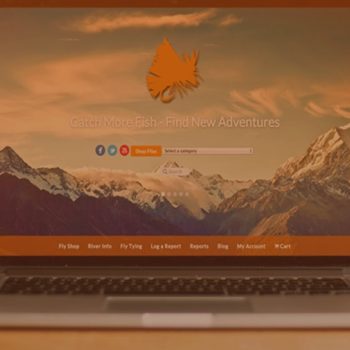 Catch More Fish - Find New Adventures
Shop Flies Select a category
Search
Fly Shop River Info Fly Tying Log a Report Reports Blog My Account Cart